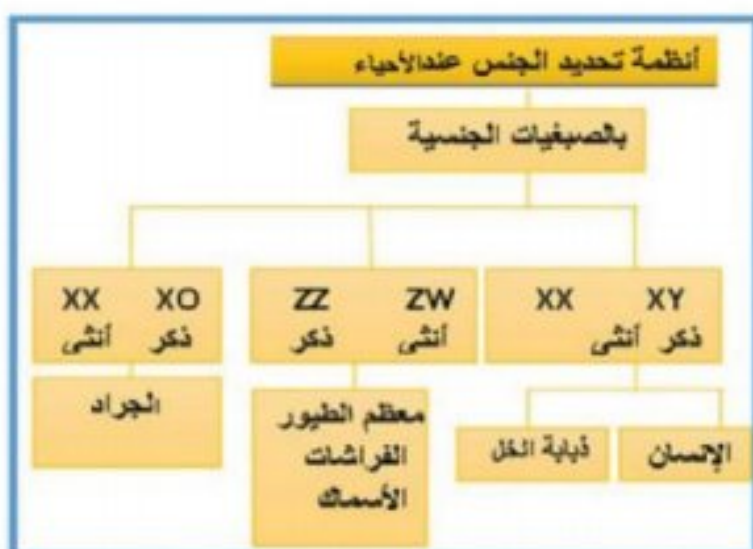 أنظمة تحديد الجنس عندالأحياء
بالصبغيات الجنسية
XX XY
ذكر أنثى
ZZ ZW
أنثى ذكر
XX XO
ذكر أنثى
الإنسان
ذبابة الخل
معظم الطيور
الفراشات
الأسماك
الجراد